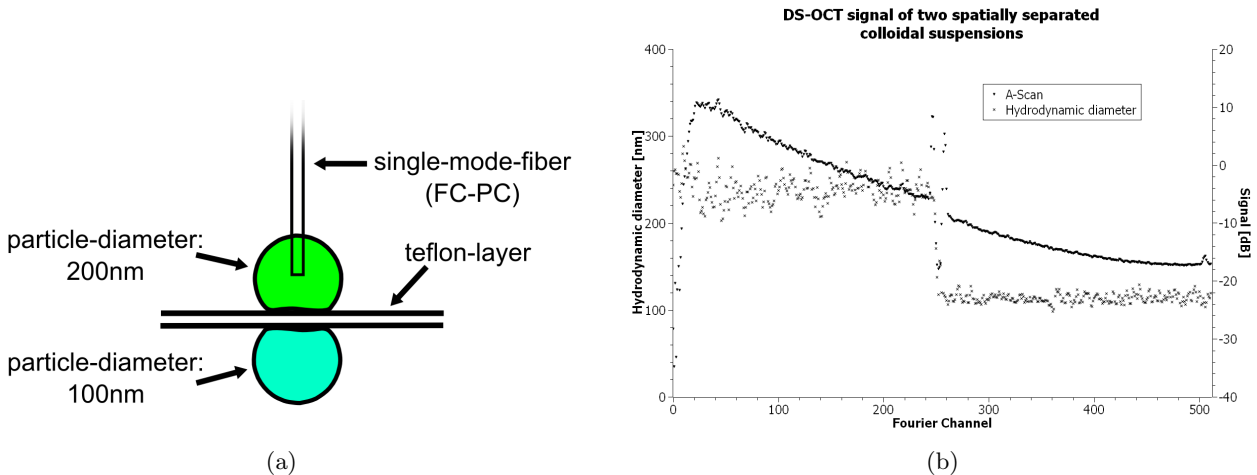 single-mode-fiber
(FC-PC)
particle-diameter:
200nm
teflon-layer
particle-diameter:
100nm
(a)
DS-OCT signal of two spatially separated
colloidal suspensions
A-Scan
Hydrodynamic diameter
Hydrodynamic diameter [nm]
400
300
200
100
0
0
100
200
300
400
500
Fourier Channel
20
10
0
-10
-20
-30
-40
Signal [dB]
(b)